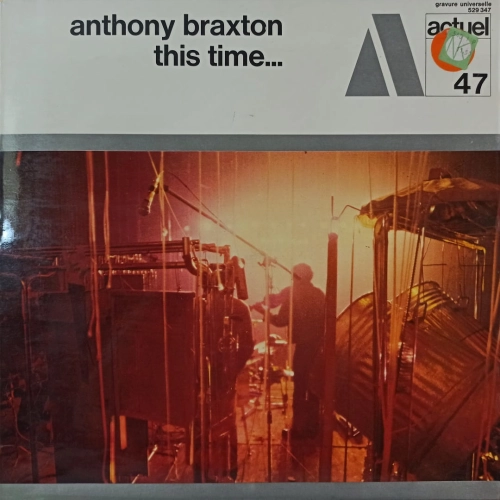 anthony braxton
this time...
gravure universelle
529 347
actuel
47